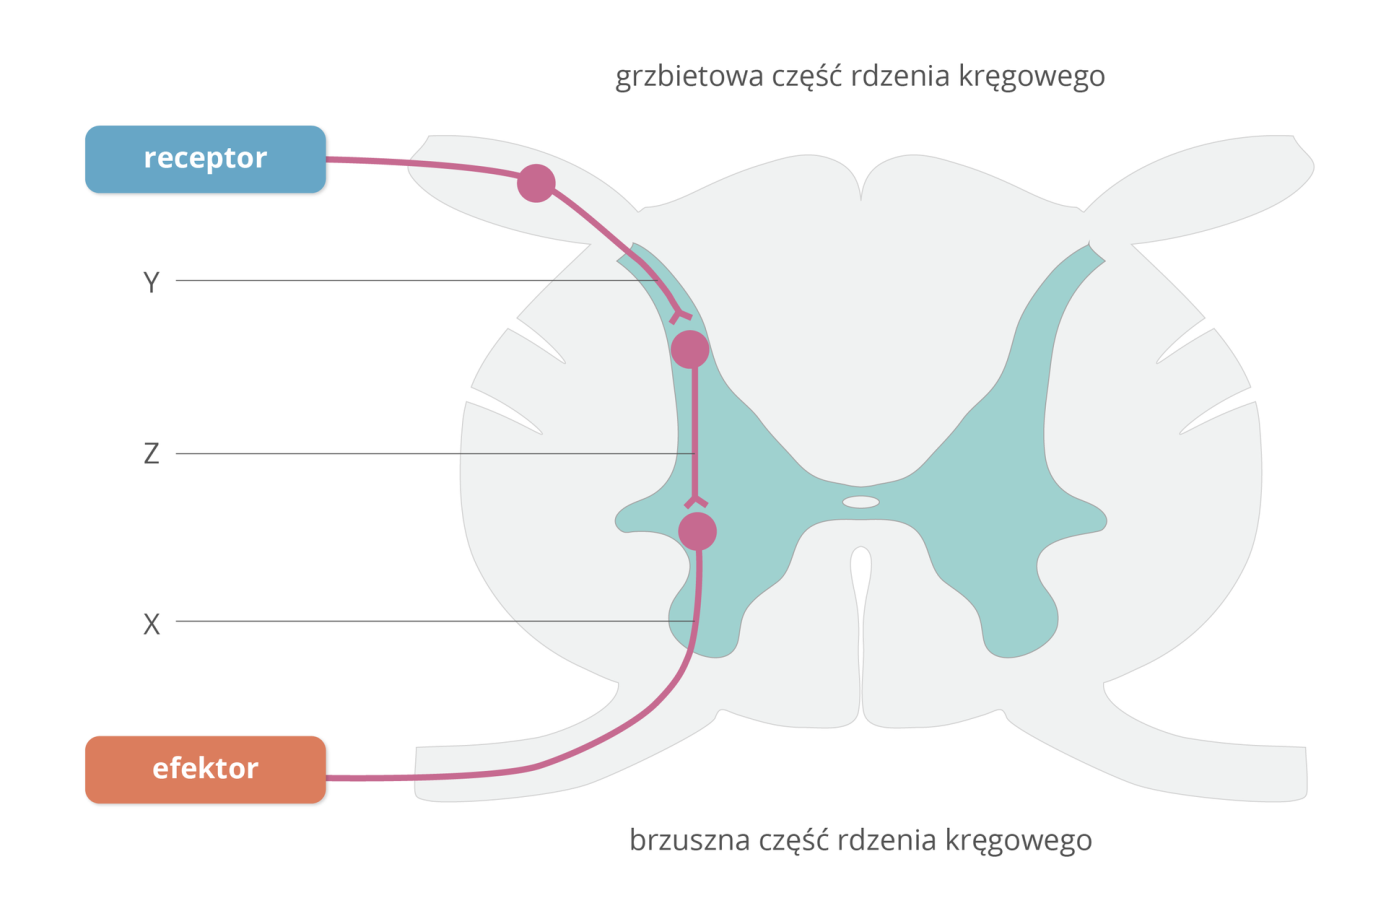 grzbietowa część rdzenia kręgowego
receptor
Y
Z
X
efektor
brzuszna część rdzenia kręgowego